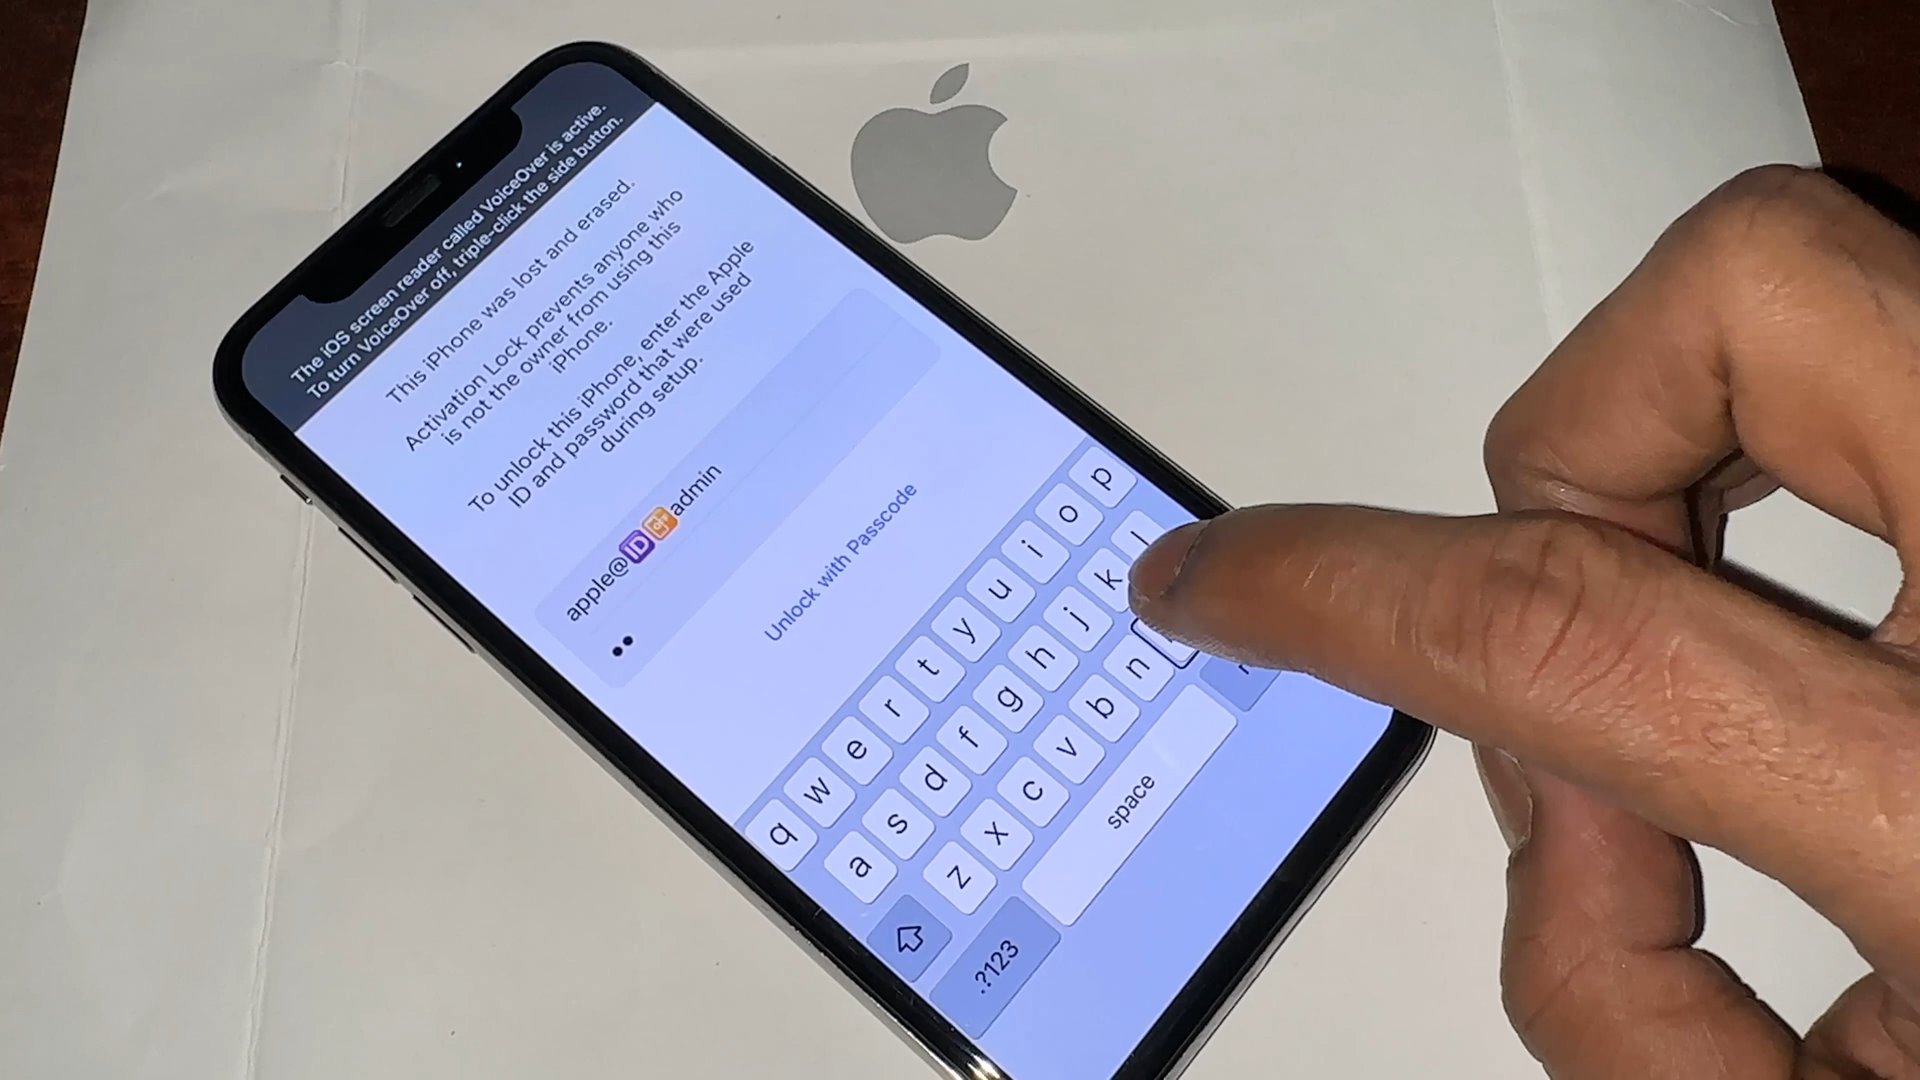 The iOS screen reader called VoiceOver is active.
To turn VoiceOver off, triple-click the side button.
This iPhone was lost and erased.
Activation Lock prevents anyone who
is not the owner from using this
iPhone.
To unlock this iPhone, enter the Apple
ID and password that were used
during setup.
apple@🆔admin
••
Unlock with Passcode
q w e r t y u i o p
a s d f g h j k l
z x c v b n
.?123 space